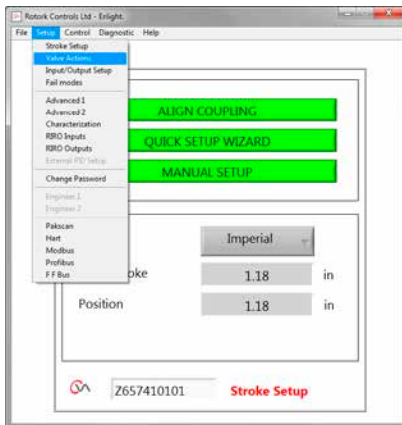 Rotork Controls Ltd - Enlight.
File Setup Control Diagnostic Help
Stroke Setup
Valve Actions
Input/Output Setup
Fail modes
Advanced 1
Advanced 2
Characterization
RIRO Inputs
RIRO Outputs
External PID Setup
Change Password
Engineer 1
Engineer 2
Pakscan
Hart
Modbus
Profibus
F F Bus
ALIGN COUPLING
QUICK SETUP WIZARD
MANUAL SETUP
Imperial
oke 1.18 in
Position 1.18 in
Z657410101 Stroke Setup